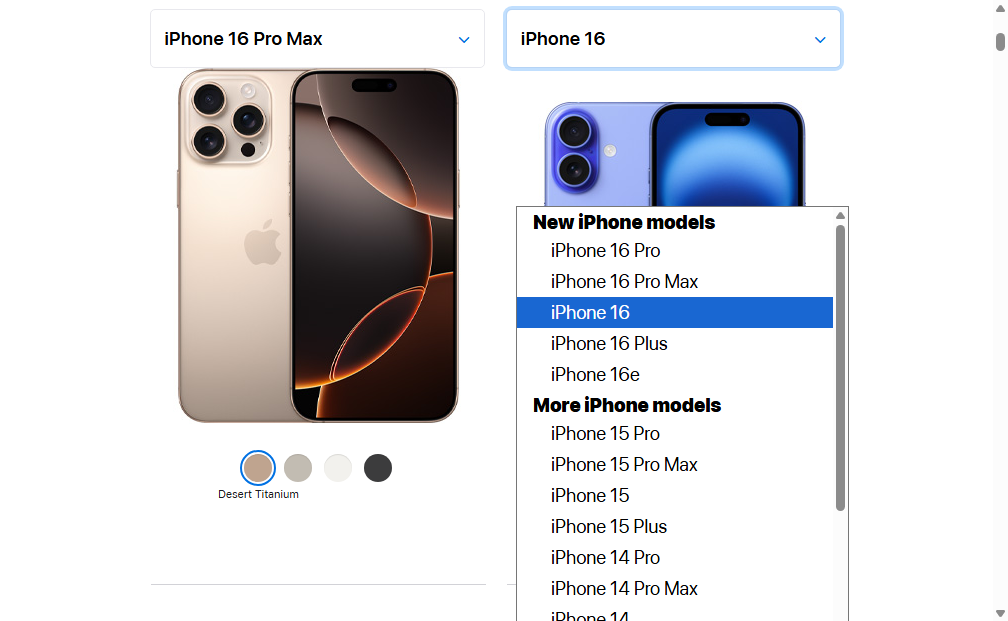 iPhone 16 Pro Max
iPhone 16
New iPhone models
iPhone 16 Pro
iPhone 16 Pro Max
iPhone 16
iPhone 16 Plus
iPhone 16e
More iPhone models
iPhone 15 Pro
iPhone 15 Pro Max
iPhone 15
iPhone 15 Plus
iPhone 14 Pro
iPhone 14 Pro Max
iPhone 14
Desert Titanium